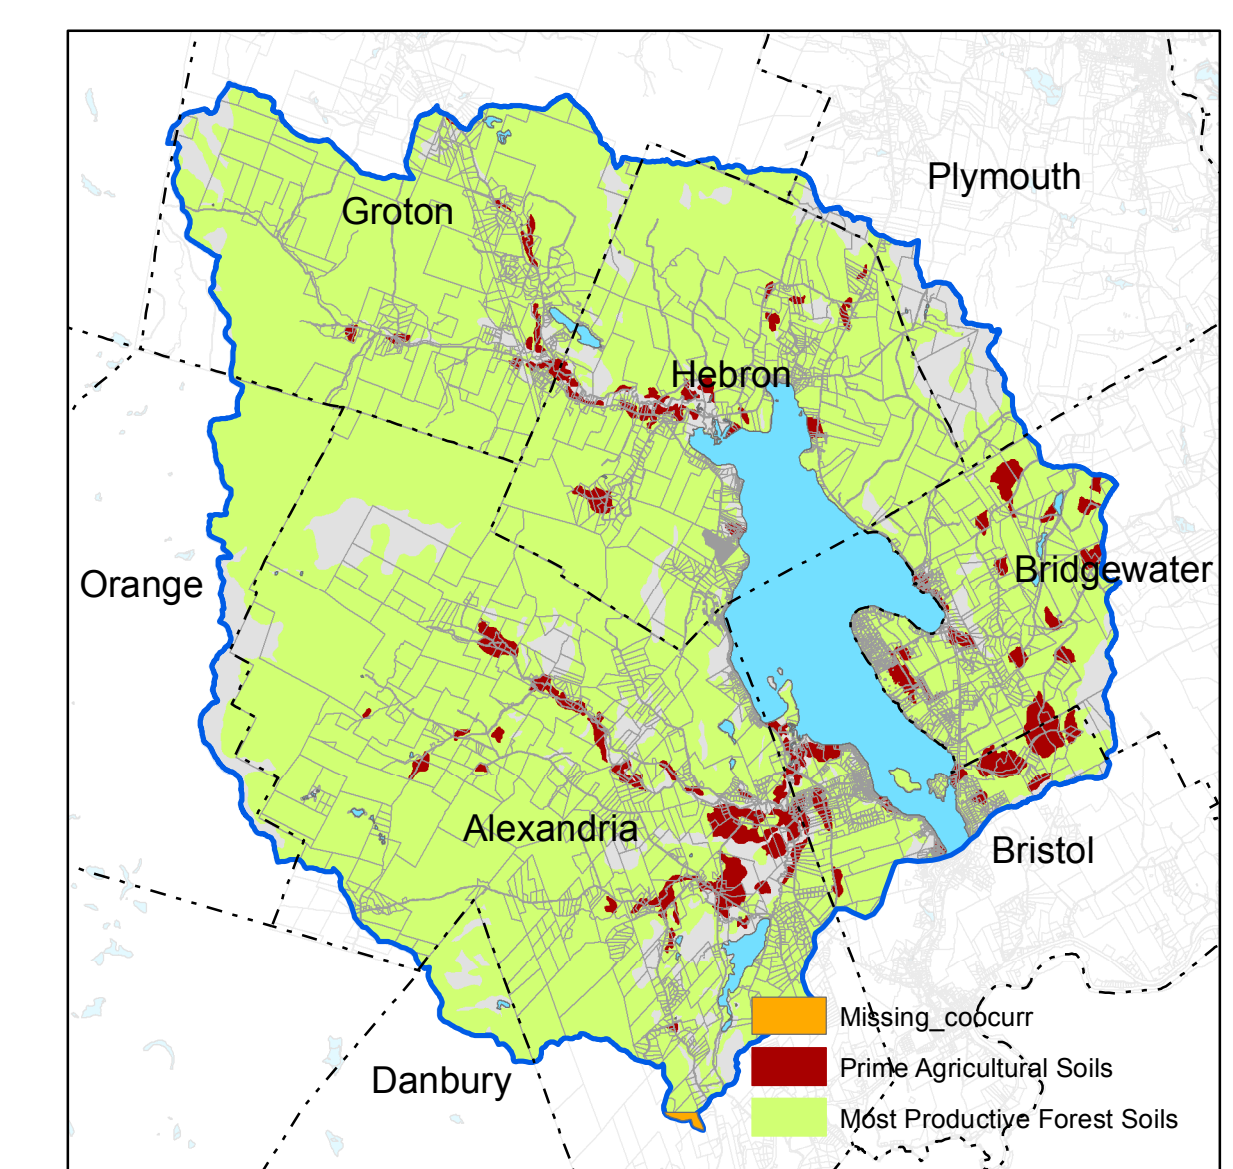 Plymouth
Groton
Hebron
Orange
Bridgewater
Alexandria
Bristol
Danbury
Missing_coocurr
Prime Agricultural Soils
Most Productive Forest Soils